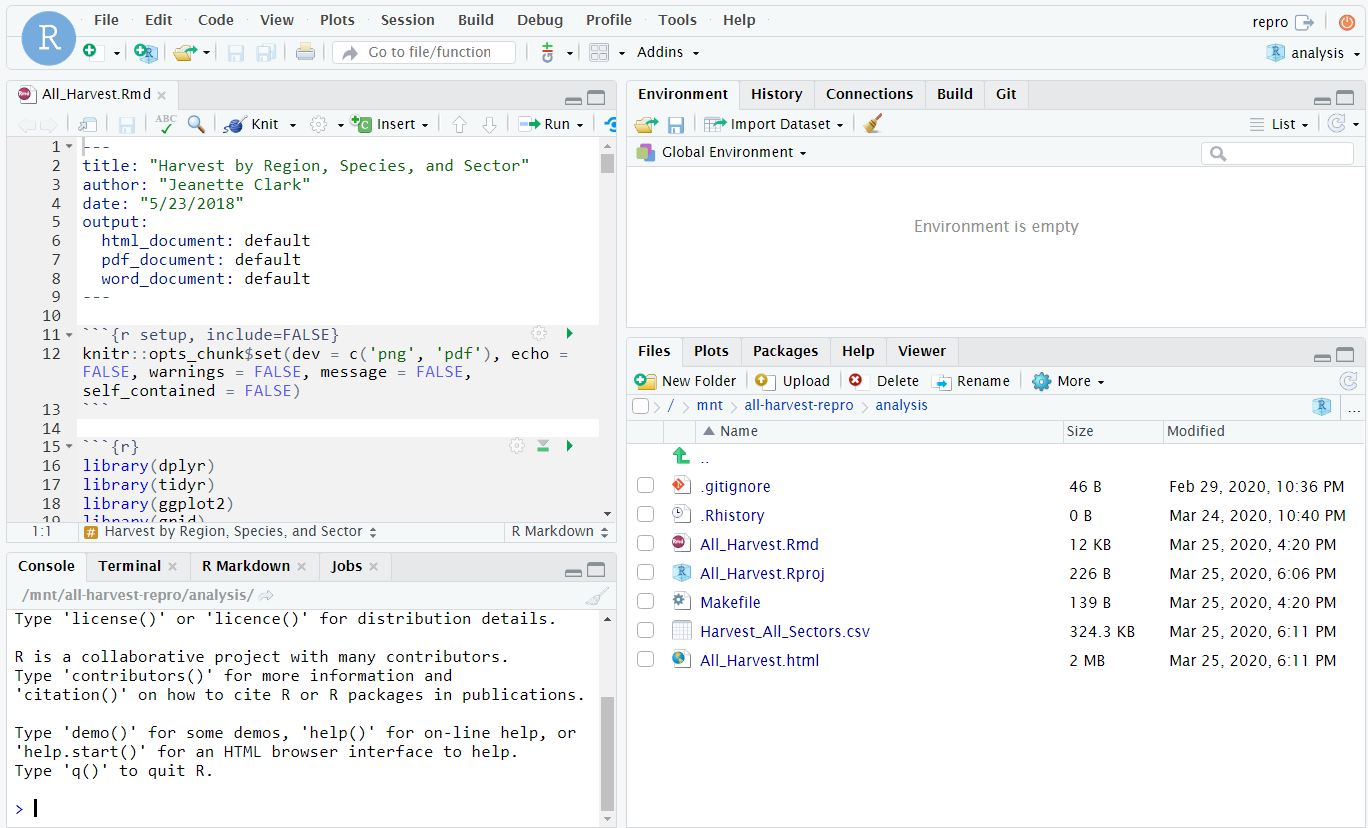 File Edit Code View Plots Session Build Debug Profile Tools Help
repro
R
Go to file/function
Addins
analysis
All_Harvest.Rmd
ABC
Knit
Insert
Run
1 ---
2 title: "Harvest by Region, Species, and Sector"
3 author: "Jeanette Clark"
4 date: "5/23/2018"
5 output:
6 html_document: default
7 pdf_document: default
8 word_document: default
9 ---
10
11 ```{r setup, include=FALSE}
12 knitr::opts_chunk$set(dev = c('png', 'pdf'), echo =
FALSE, warnings = FALSE, message = FALSE,
self_contained = FALSE)
13 ```
14
15 ```{r}
16 library(dplyr)
17 library(tidyr)
18 library(ggplot2)
19 library(grid)
1:1 # Harvest by Region, Species, and Sector R Markdown
Console Terminal R Markdown Jobs
/mnt/all-harvest-repro/analysis/
Type 'license()' or 'licence()' for distribution details.
R is a collaborative project with many contributors.
Type 'contributors()' for more information and
'citation()' on how to cite R or R packages in publications.
Type 'demo()' for some demos, 'help()' for on-line help, or
'help.start()' for an HTML browser interface to help.
Type 'q()' to quit R.
>
Environment History Connections Build Git
Import Dataset
List
Global Environment
Environment is empty
Files Plots Packages Help Viewer
New Folder Upload Delete Rename More
/ mnt all-harvest-repro analysis
R ...
Name Size Modified
..
.gitignore 46 B Feb 29, 2020, 10:36 PM
.Rhistory 0 B Mar 24, 2020, 10:40 PM
All_Harvest.Rmd 12 KB Mar 25, 2020, 4:20 PM
All_Harvest.Rproj 226 B Mar 25, 2020, 6:06 PM
Makefile 139 B Mar 25, 2020, 4:20 PM
Harvest_All_Sectors.csv 324.3 KB Mar 25, 2020, 6:11 PM
All_Harvest.html 2 MB Mar 25, 2020, 6:11 PM